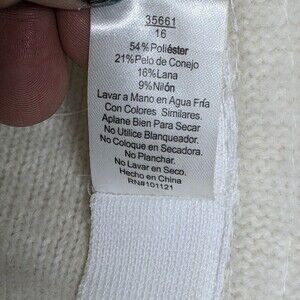 35661
16
54%Poliéster
21%Pelo de Conejo
16%Lana
9%Nilón
Lavar a Mano en Agua Fría
Con Colores Similares.
Aplane Bien Para Secar
No Utilice Blanqueador.
No Coloque en Secadora.
No Planchar.
No Lavar en Seco.
Hecho en China
RN#101121